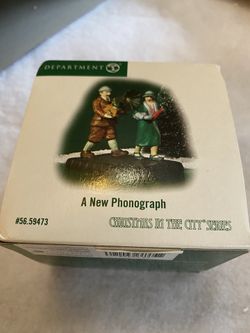 DEPARTMENT 56
A New Phonograph
#56.59473
CHRISTMAS IN THE CITY® SERIES